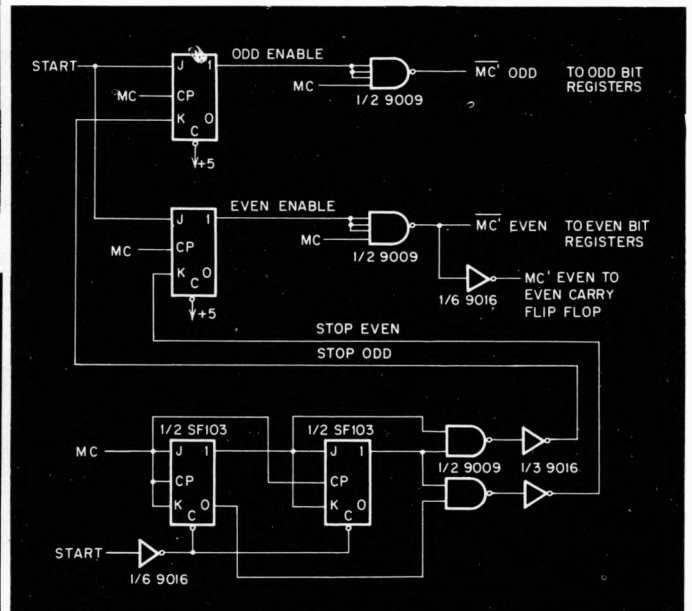 START
J 1
ODD ENABLE
MC
CP
K O
C
+5
MC
1/2 9009
MC' ODD
TO ODD BIT
REGISTERS
J 1
EVEN ENABLE
MC
CP
K O
C
+5
MC
1/2 9009
MC' EVEN
TO EVEN BIT
REGISTERS
1/6 9016
MC' EVEN TO
EVEN CARRY
FLIP FLOP
STOP EVEN
STOP ODD
1/2 SF103
1/2 SF103
MC
J 1
CP
K O
C
J 1
CP
K
C
1/2 9009
1/3 9016
START
1/6 9016